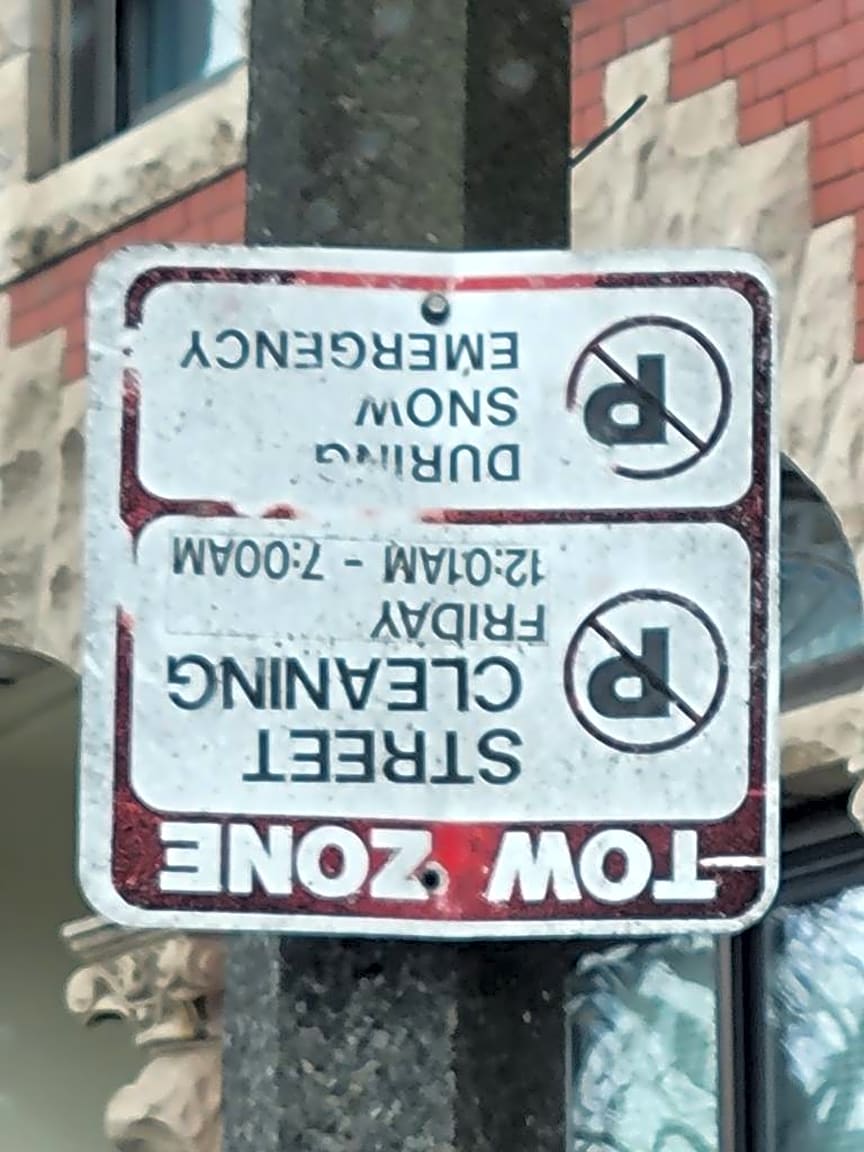 TOW ZONE
STREET
CLEANING
FRIDAY
12:01AM - 7:00AM
P
DURING
SNOW
EMERGENCY
P